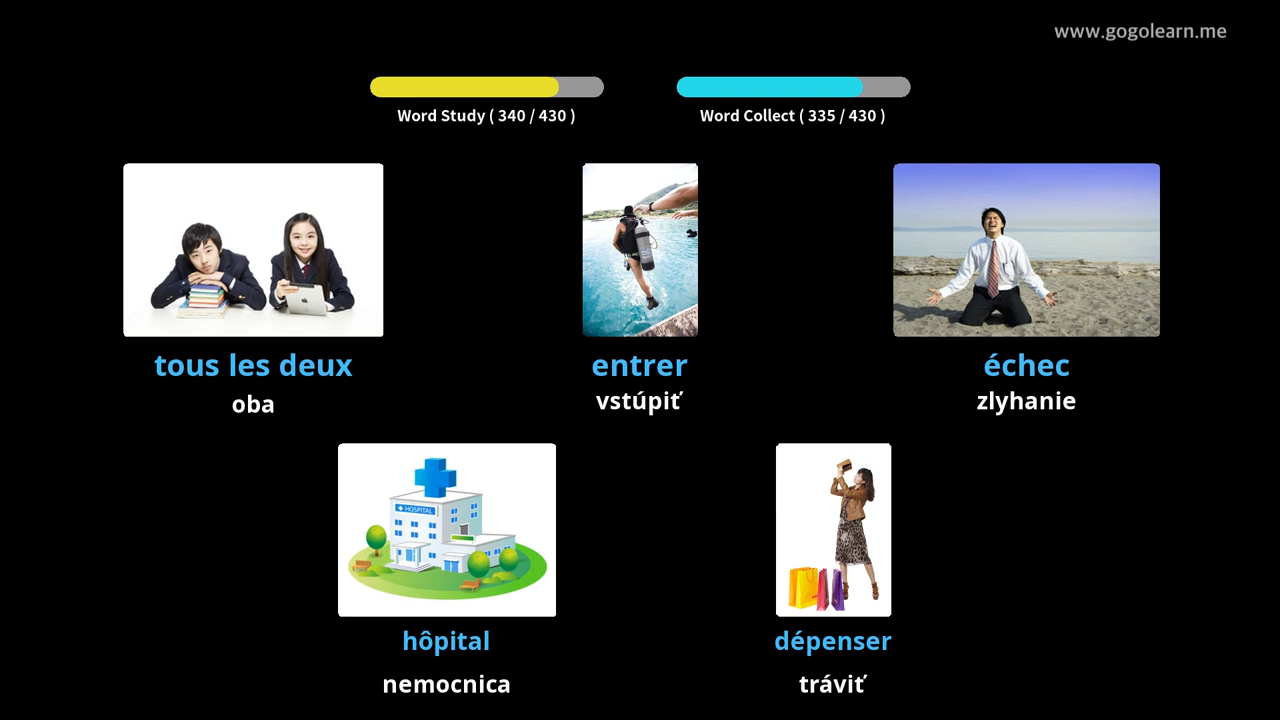 www.gogolearn.me
Word Study ( 340 / 430 )
Word Collect ( 335 / 430 )
tous les deux
oba
entrer
vstúpiť
échec
zlyhanie
HOSPITAL
hôpital
nemocnica
dépenser
tráviť